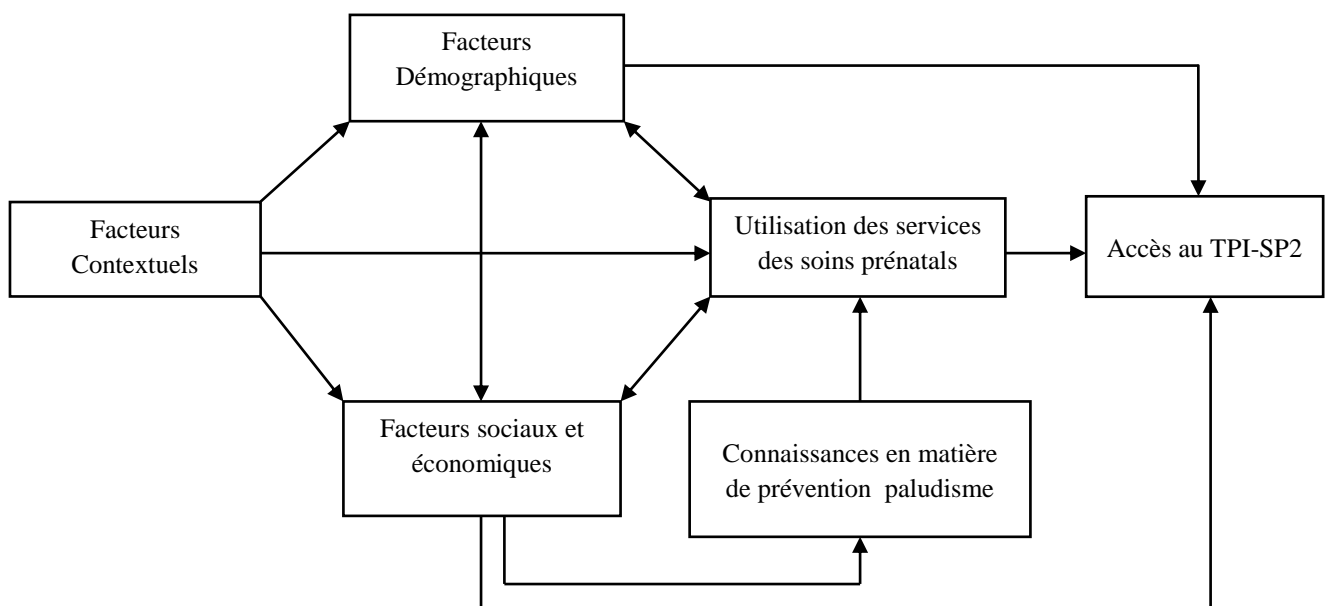 Facteurs
Démographiques
Facteurs
Contextuels
Utilisation des services
des soins prénatals
Accès au TPI-SP2
Facteurs sociaux et
économiques
Connaissances en matière
de prévention paludisme